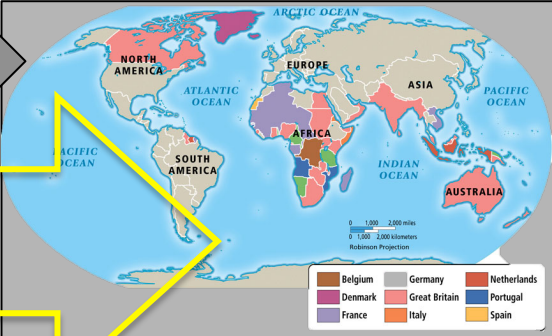 ARCTIC OCEAN
NORTH
AMERICA
EUROPE
ASIA
ATLANTIC
OCEAN
PACIFIC
OCEAN
AFRICA
PACIFIC
OCEAN
SOUTH
AMERICA
INDIAN
OCEAN
AUSTRALIA
0 1,000 2,000 miles
0 1,000 2,000 kilometers
Robinson Projection
Belgium
Germany
Netherlands
Denmark
Great Britain
Portugal
France
Italy
Spain